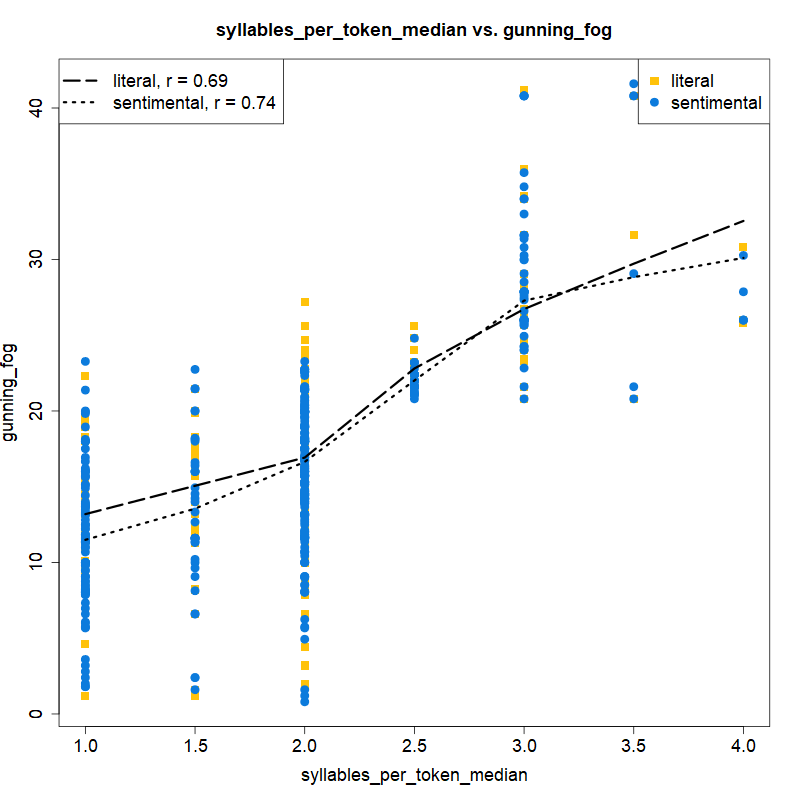 syllables_per_token_median vs. gunning_fog
literal, r = 0.69
sentimental, r = 0.74
literal
sentimental
gunning_fog
40
30
20
10
0
1.0 1.5 2.0 2.5 3.0 3.5 4.0
syllables_per_token_median